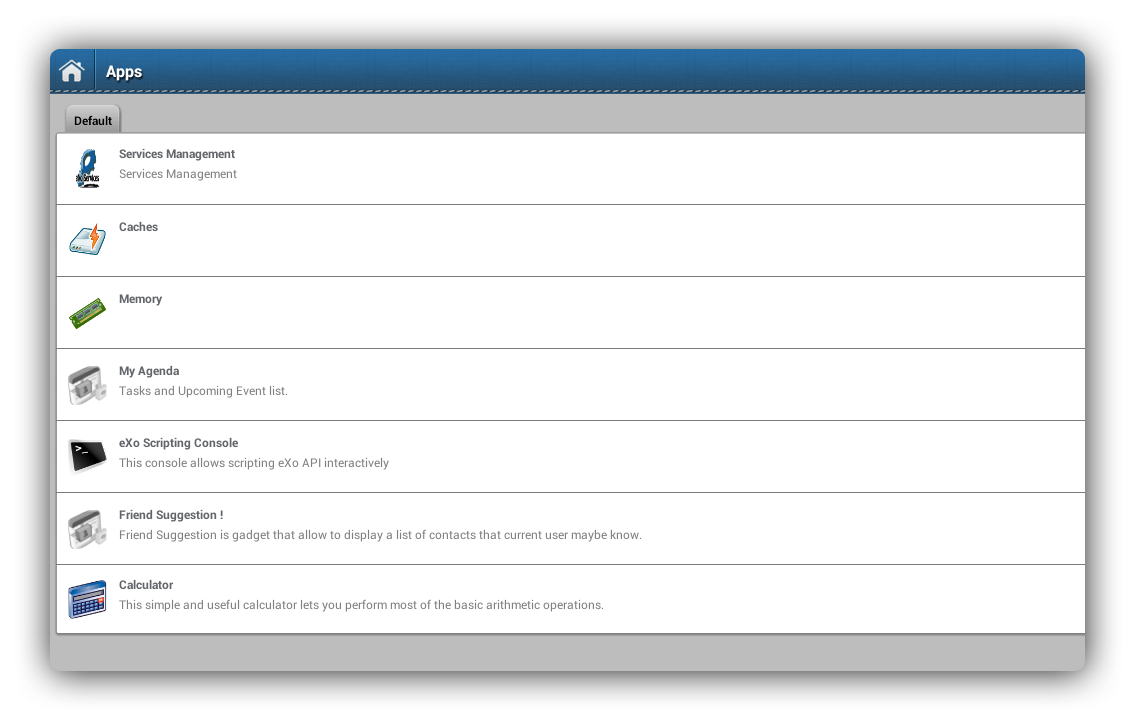 Apps
Default
Services Management
Services Management
Caches
Memory
My Agenda
Tasks and Upcoming Event list.
>_
eXo Scripting Console
This console allows scripting eXo API interactively
Friend Suggestion !
Friend Suggestion is gadget that allow to display a list of contacts that current user maybe know.
Calculator
This simple and useful calculator lets you perform most of the basic arithmetic operations.